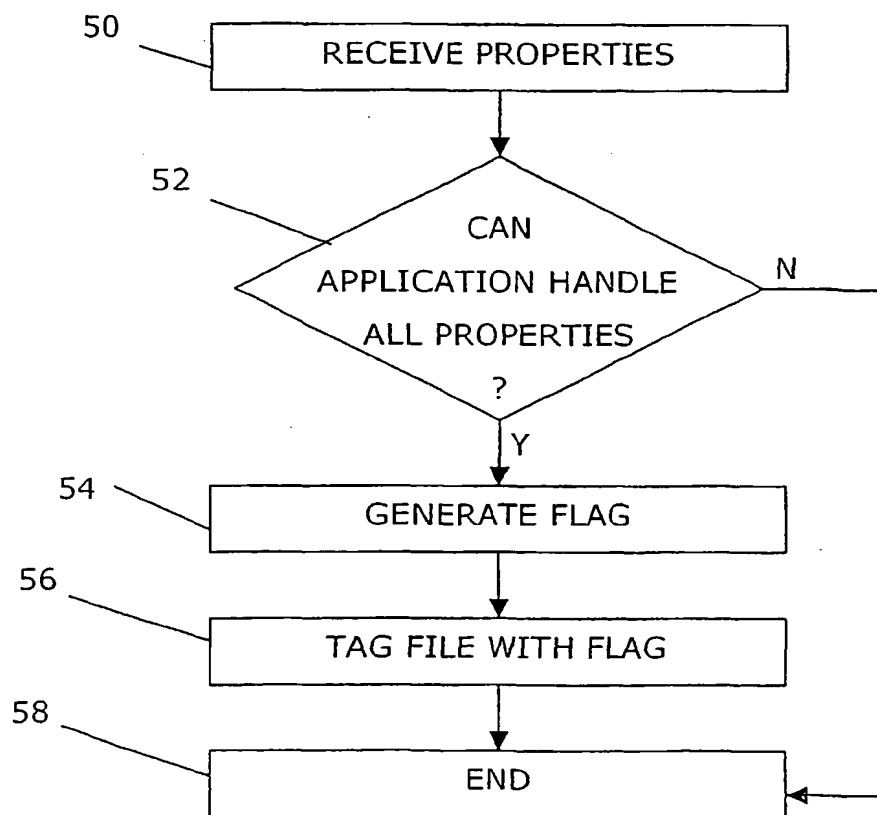 50
RECEIVE PROPERTIES
52
CAN
APPLICATION HANDLE
ALL PROPERTIES
?
N
Y
54
GENERATE FLAG
56
TAG FILE WITH FLAG
58
END